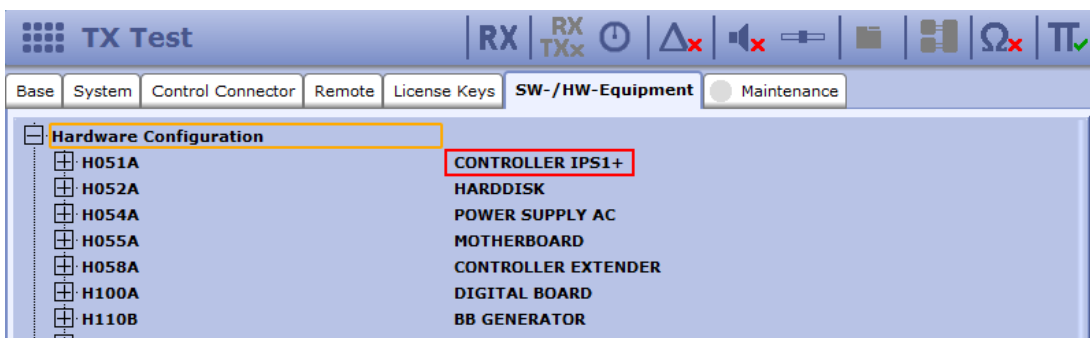 TX Test RX RX TXx
Base System Control Connector Remote License Keys SW-/HW-Equipment Maintenance
Hardware Configuration
H051A CONTROLLER IPS1+
H052A HARDDISK
H054A POWER SUPPLY AC
H055A MOTHERBOARD
H058A CONTROLLER EXTENDER
H100A DIGITAL BOARD
H110B BB GENERATOR